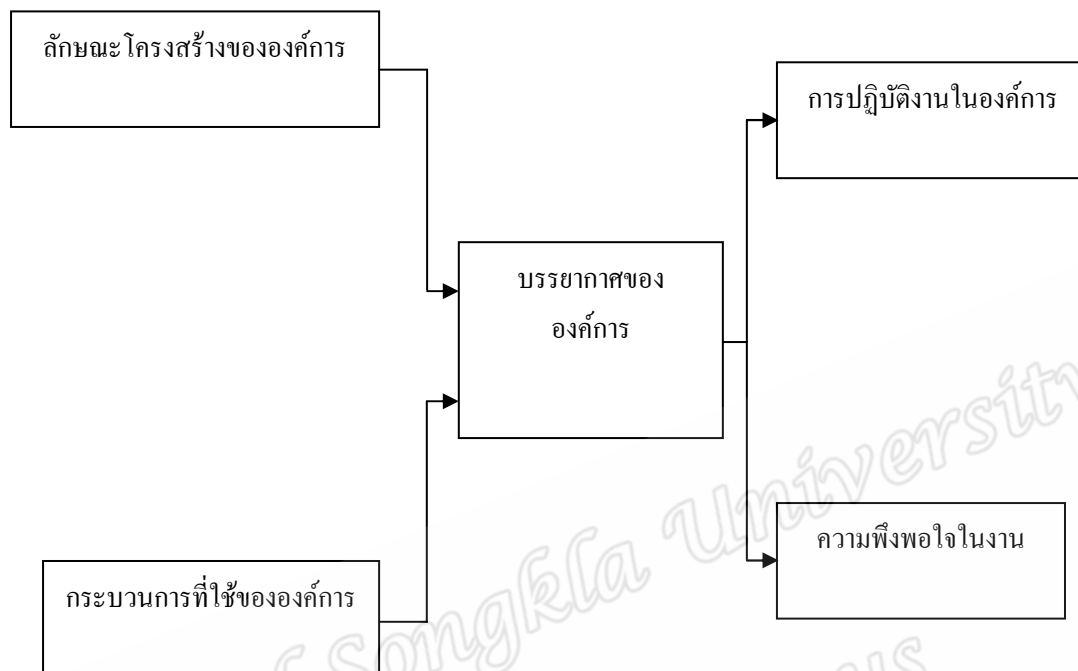 ลักษณะโครงสร้างขององค์การ
การปฏิบัติงานในองค์การ
บรรยากาศของ
องค์การ
ความพึงพอใจในงาน
กระบวนการที่ใช้ขององค์การ
Songkla University